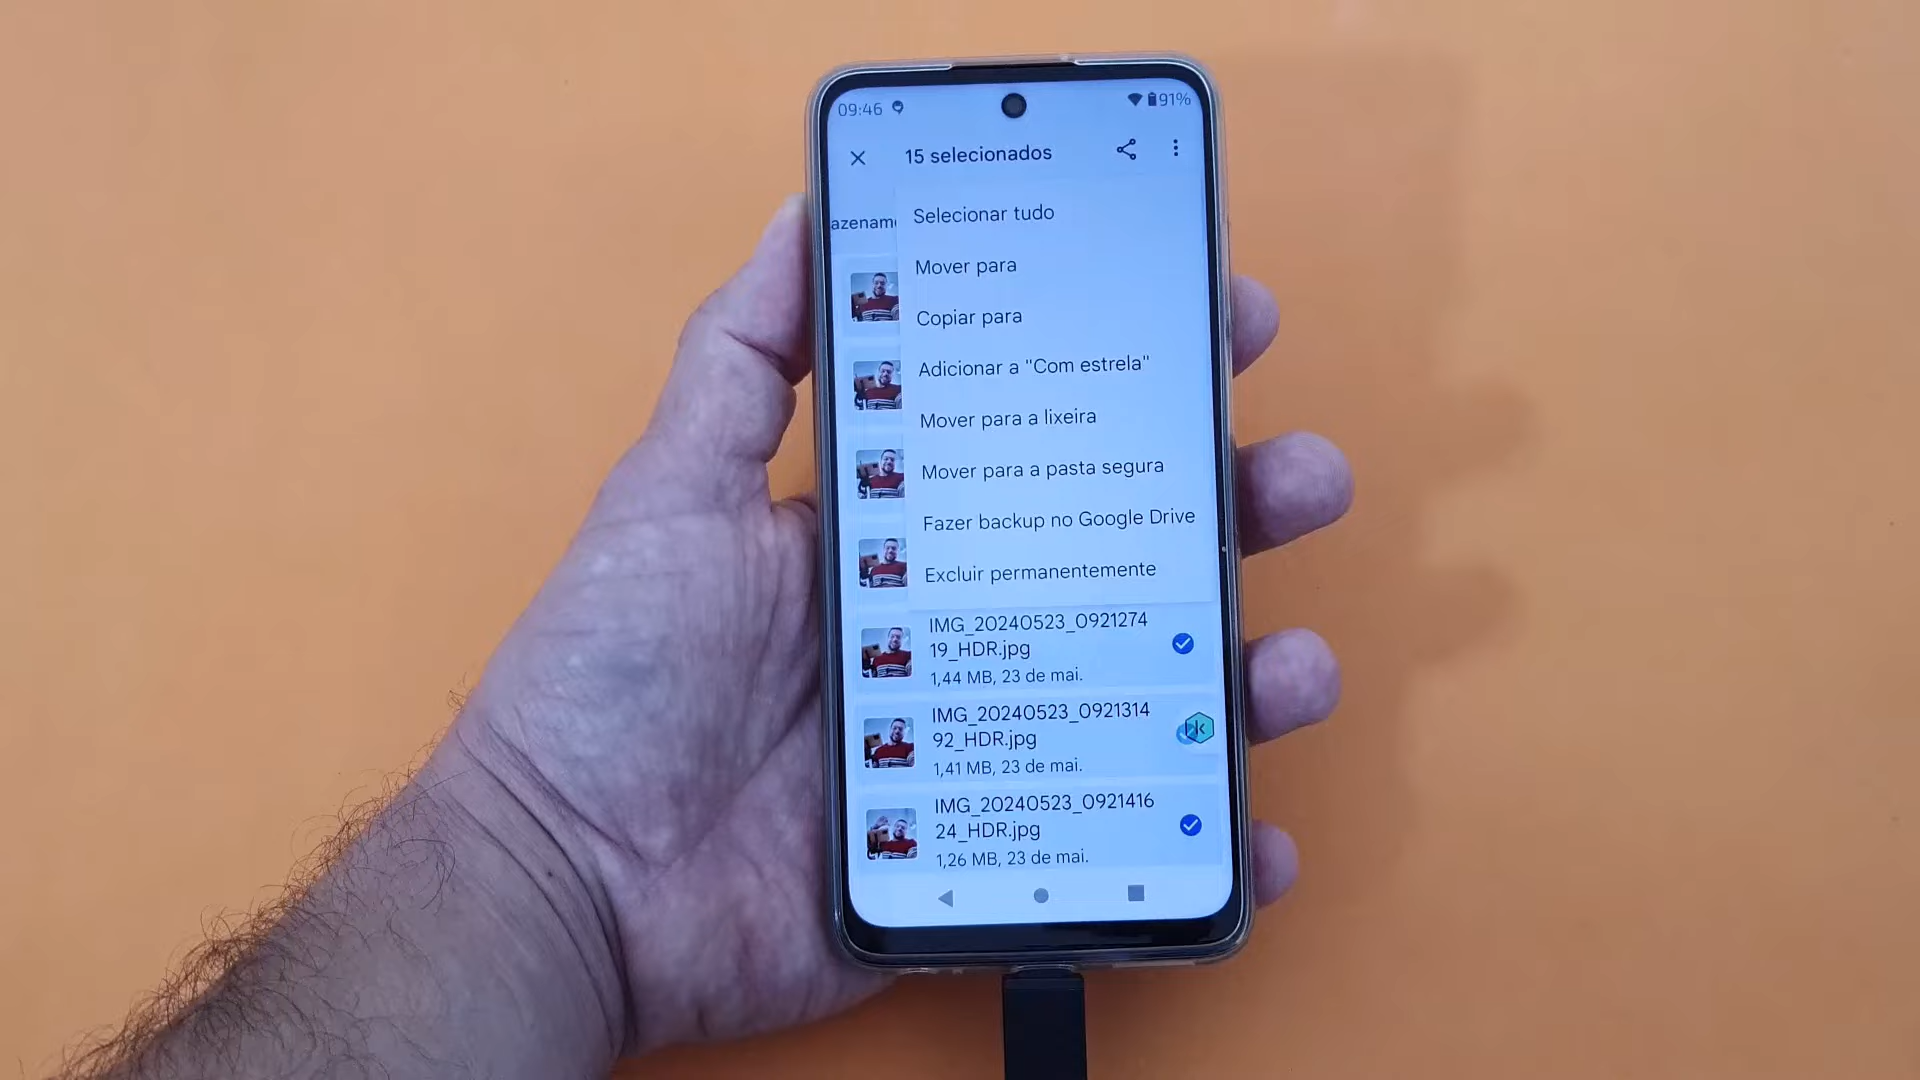 09:46
91%
15 selecionados
Selecionar tudo
azename
Mover para
Copiar para
Adicionar a "Com estrela"
Mover para a lixeira
Mover para a pasta segura
Fazer backup no Google Drive
Excluir permanentemente
IMG_20240523_0921274
19_HDR.jpg
1,44 MB, 23 de mai.
IMG_20240523_0921314
92_HDR.jpg
1,41 MB, 23 de mai.
k
IMG_20240523_0921416
24_HDR.jpg
1,26 MB, 23 de mai.